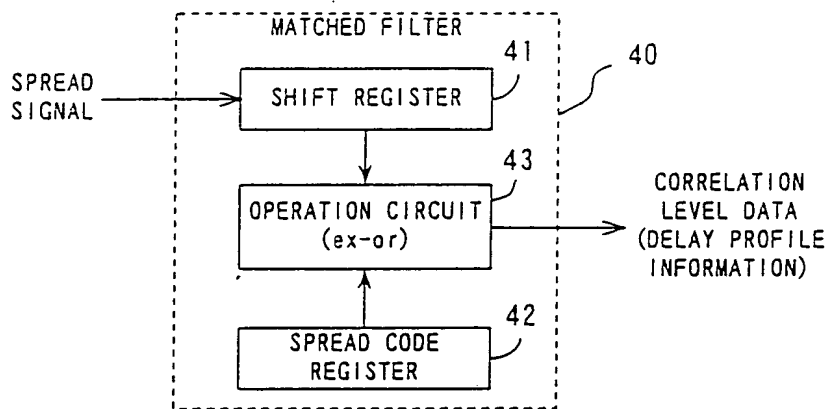 MATCHED FILTER
41
40
SPREAD
SIGNAL
SHIFT REGISTER
43
OPERATION CIRCUIT
(ex-or)
CORRELATION
LEVEL DATA
(DELAY PROFILE
INFORMATION)
42
SPREAD CODE
REGISTER